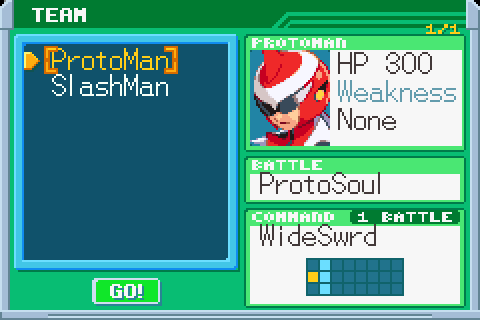 TEAM
1/1
ProtoMan
SlashMan
GO!
PROTOMAN
HP 300
Weakness
None
BATTLE
ProtoSoul
COMMAND 1 BATTLE
WideSwrd